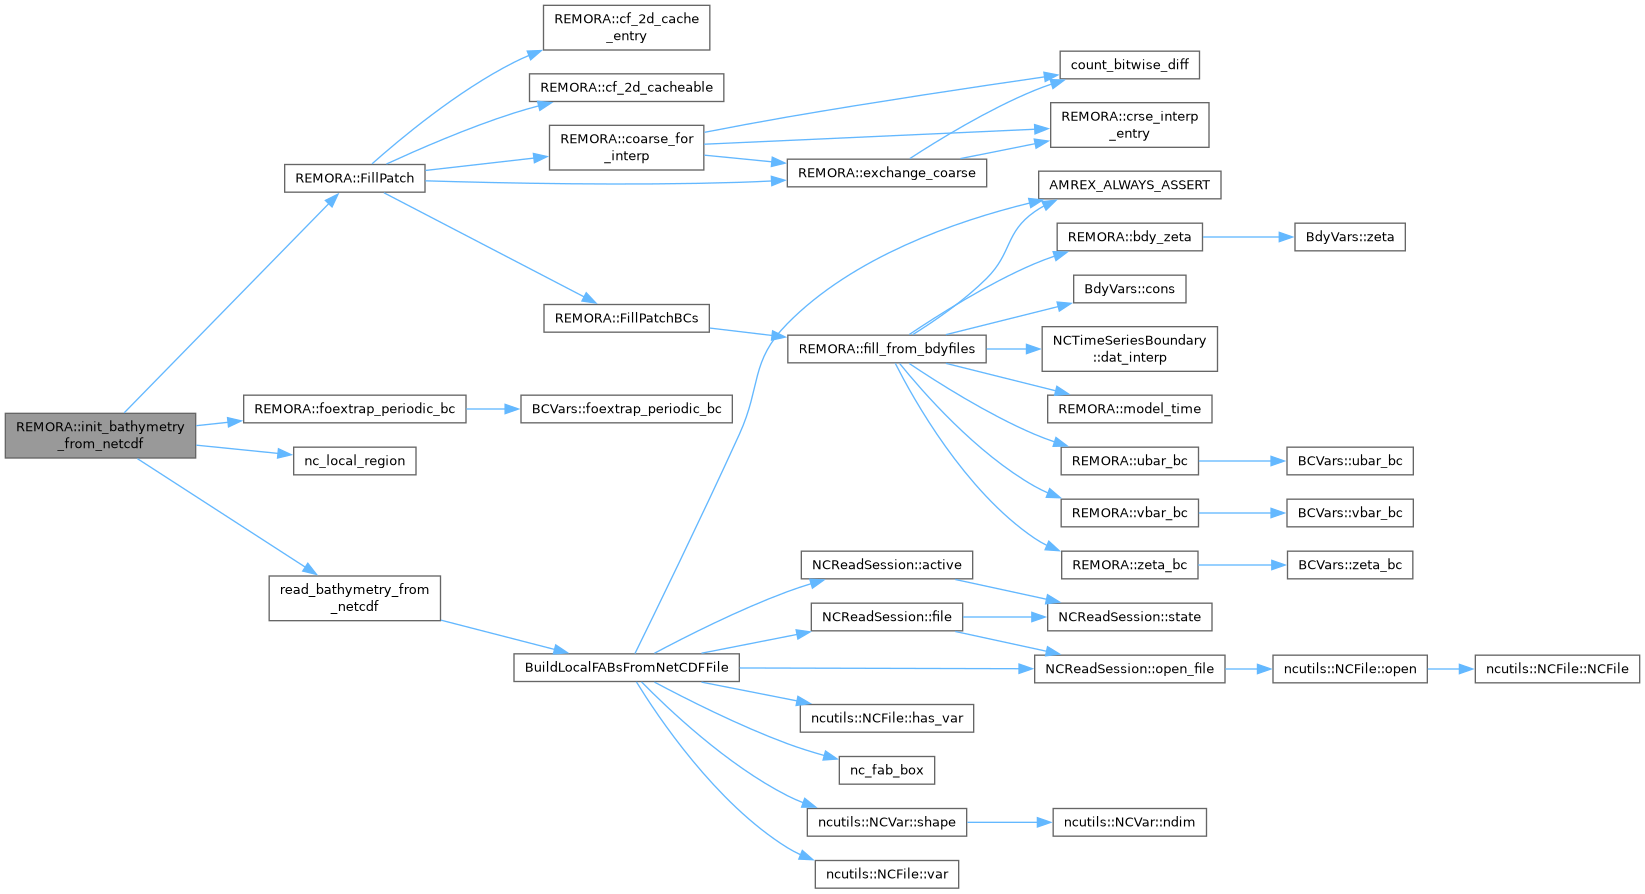 REMORA::cf_2d_cache
_entry
REMORA::cf_2d_cacheable
REMORA::coarse_for
_interp
REMORA::FillPatch
REMORA::exchange_coarse
count_bitwise_diff
REMORA::crse_interp
_entry
AMREX_ALWAYS_ASSERT
REMORA::bdy_zeta
BdyVars::zeta
BdyVars::cons
REMORA::FillPatchBCs
REMORA::fill_from_bdyfiles
NCTimeSeriesBoundary
::dat_interp
REMORA::model_time
REMORA::foextrap_periodic_bc
BCVars::foextrap_periodic_bc
REMORA::init_bathymetry
_from_netcdf
nc_local_region
REMORA::ubar_bc
BCVars::ubar_bc
REMORA::vbar_bc
BCVars::vbar_bc
REMORA::zeta_bc
BCVars::zeta_bc
read_bathymetry_from
_netcdf
NCReadSession::active
NCReadSession::file
NCReadSession::state
BuildLocalFABsFromNetCDFFile
NCReadSession::open_file
ncutils::NCFile::open
ncutils::NCFile::NCFile
ncutils::NCFile::has_var
nc_fab_box
ncutils::NCVar::shape
ncutils::NCVar::ndim
ncutils::NCFile::var